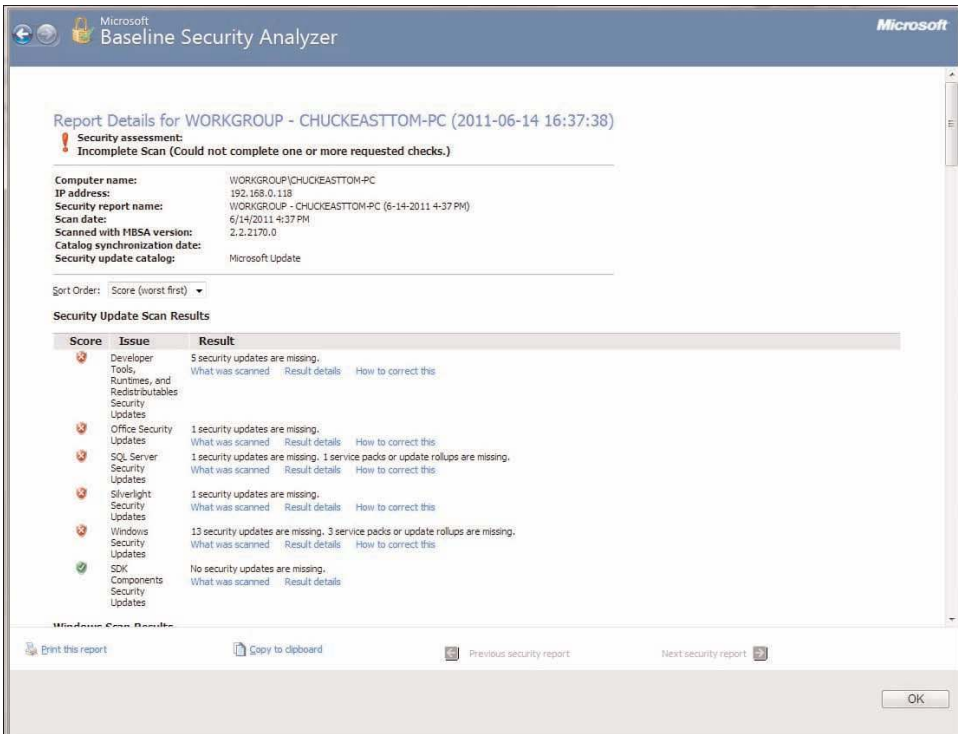 Microsoft
Baseline Security Analyzer
Microsoft
Report Details for WORKGROUP - CHUCKEASTTOM-PC (2011-06-14 16:37:38)
Security assessment:
Incomplete Scan (Could not complete one or more requested checks.)
Computer name: WORKGROUP\CHUCKEASTTOM-PC
IP address: 192.168.0.118
Security report name: WORKGROUP - CHUCKEASTTOM-PC (6-14-2011 4-37 PM)
Scan date: 6/14/2011 4:37 PM
Scanned with MBSA version: 2.2.2170.0
Catalog synchronization date:
Security update catalog: Microsoft Update
Sort Order: Score (worst first)
Security Update Scan Results
Score Issue Result
Developer 5 security updates are missing.
Tools, What was scanned Result details How to correct this
Runtimes, and
Redistributables
Security
Updates
Office Security 1 security updates are missing.
Updates What was scanned Result details How to correct this
SQL Server 1 security updates are missing. 1 service packs or update rollups are missing.
Security What was scanned Result details How to correct this
Updates
Silverlight 1 security updates are missing.
Security What was scanned Result details How to correct this
Updates
Windows 13 security updates are missing. 3 service packs or update rollups are missing.
Security What was scanned Result details How to correct this
Updates
SDK No security updates are missing.
Components What was scanned Result details
Security
Updates
Windows Scan Results
Print this report Copy to clipboard Previous security report Next security report
OK